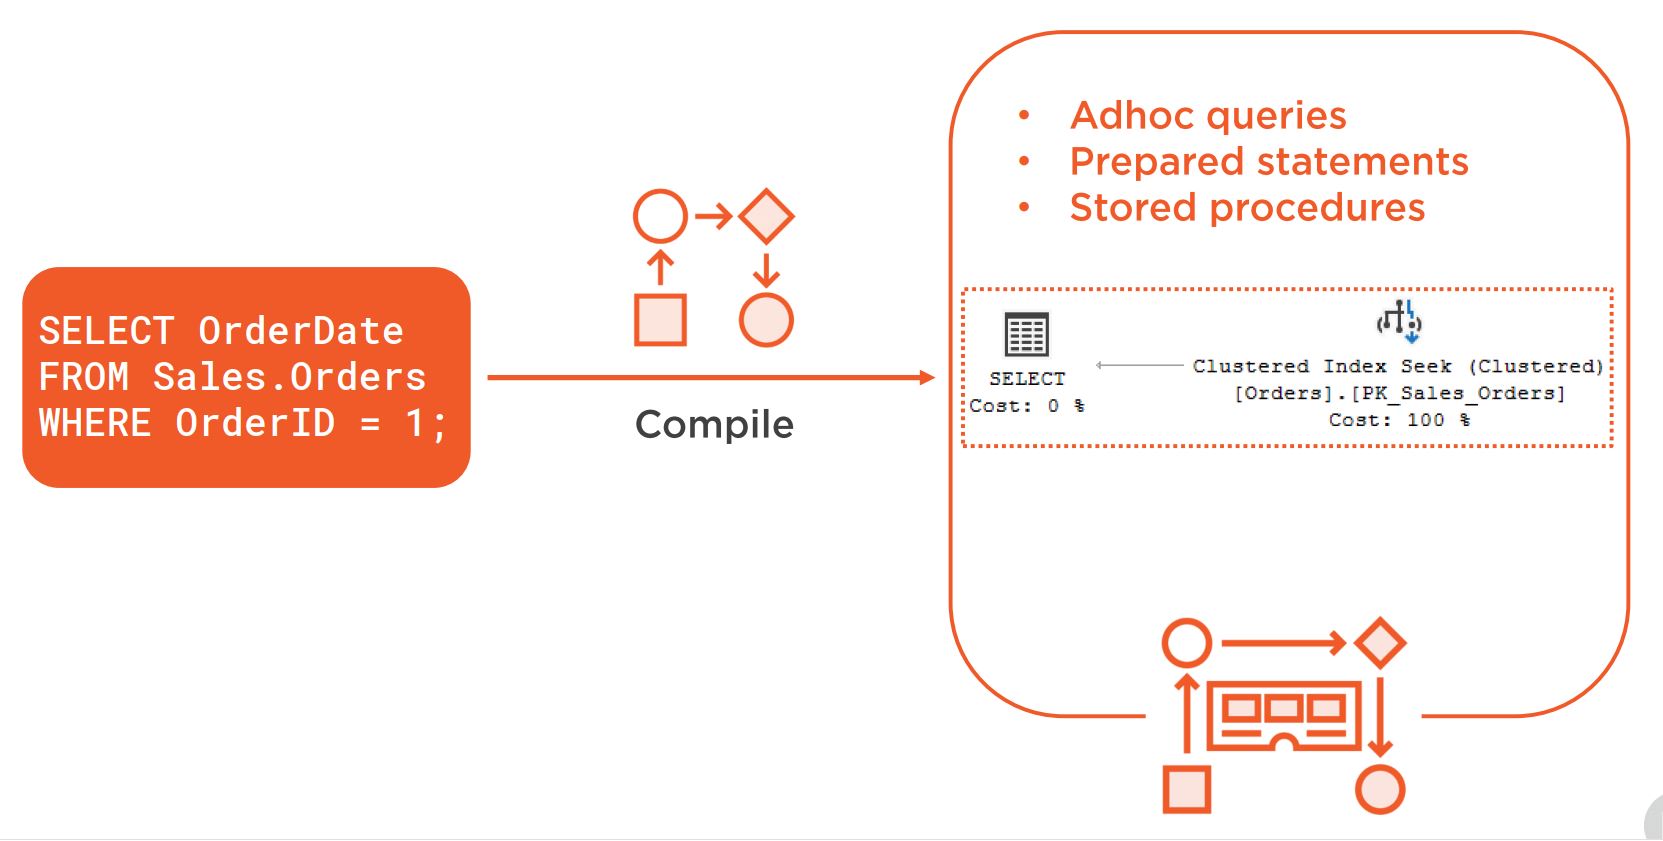 SELECT OrderDate
FROM Sales.Orders
WHERE OrderID = 1;
Compile
• Adhoc queries
• Prepared statements
• Stored procedures
SELECT
Cost: 0 %
Clustered Index Seek (Clustered)
[Orders].[PK_Sales_Orders]
Cost: 100 %